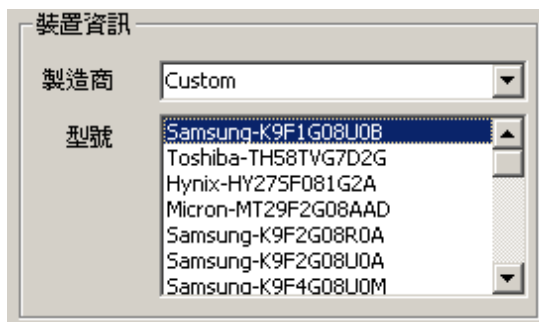 裝置資訊
製造商 Custom
型號 Samsung-K9F1G08U0B
Toshiba-TH58TVG7D2G
Hynix-HY27SF081G2A
Micron-MT29F2G08AAD
Samsung-K9F2G08R0A
Samsung-K9F2G08U0A
Samsung-K9F4G08U0M